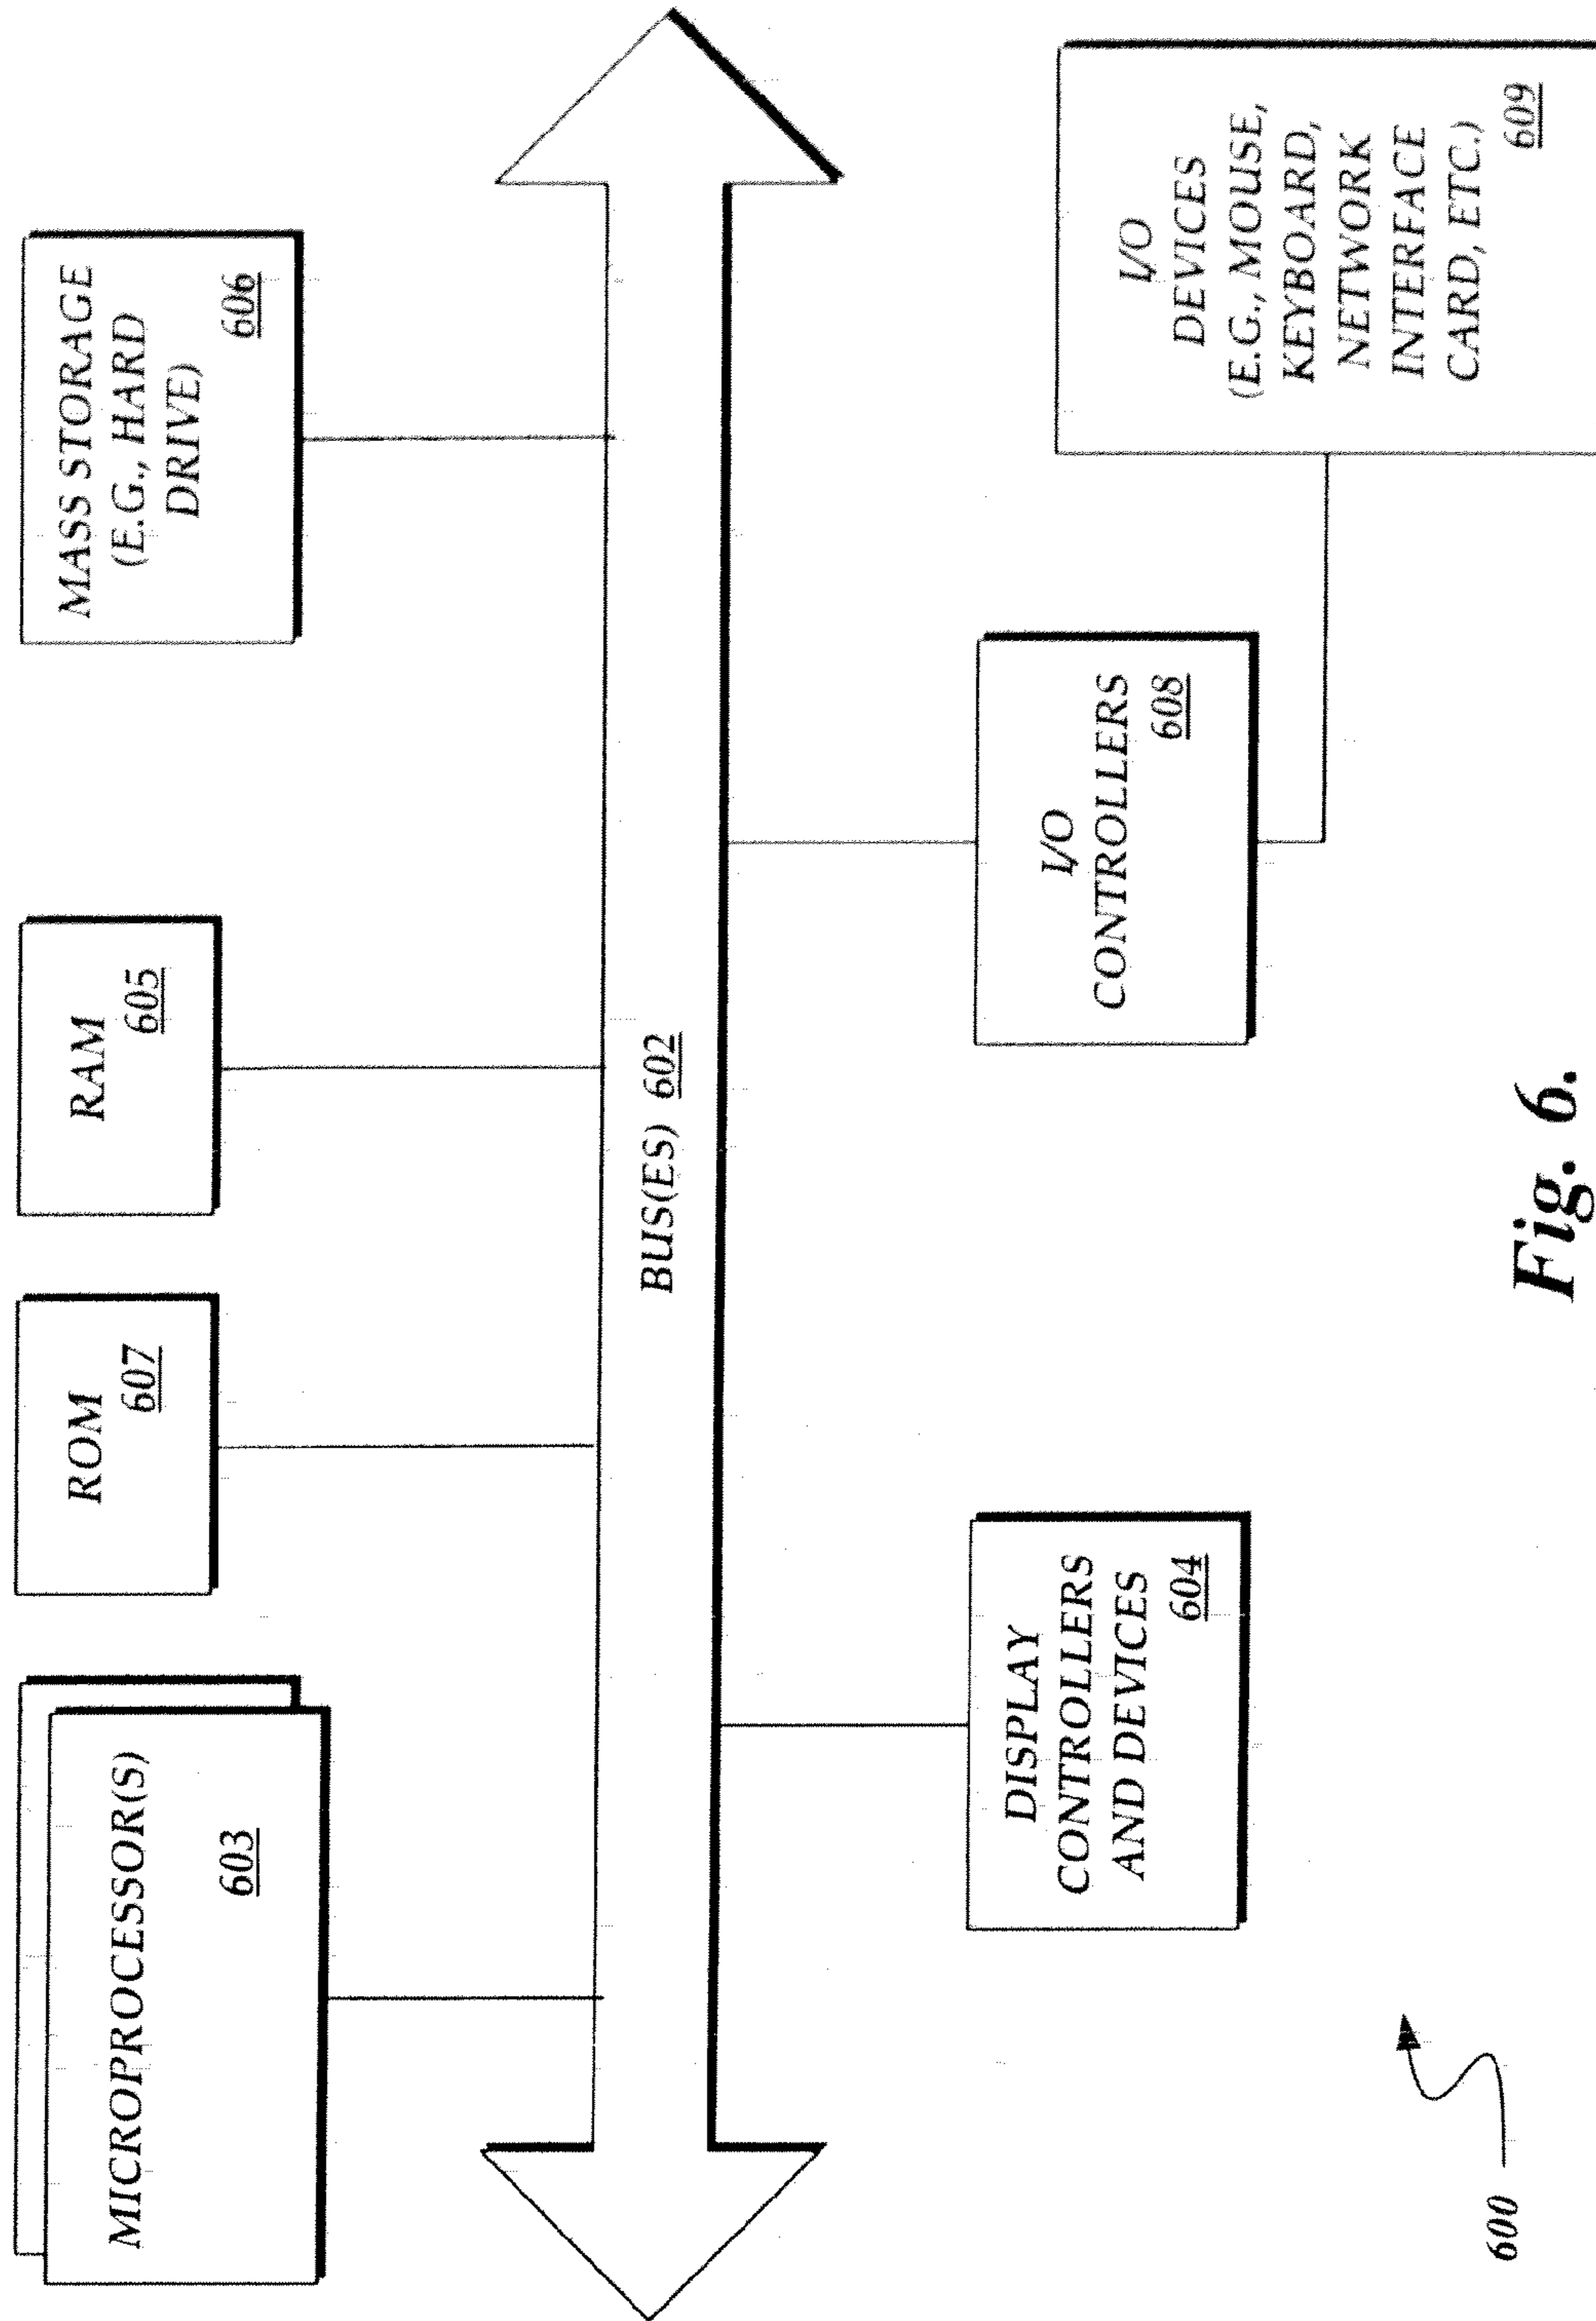 MICROPROCESSOR(S)
603
ROM
607
RAM
605
MASS STORAGE
(E.G., HARD
DRIVE)
606
BUS(ES) 602
DISPLAY
CONTROLLERS
AND DEVICES
604
I/O
CONTROLLERS
608
I/O
DEVICES
(E.G., MOUSE,
KEYBOARD,
NETWORK
INTERFACE
CARD, ETC.)
609
600
Fig. 6.